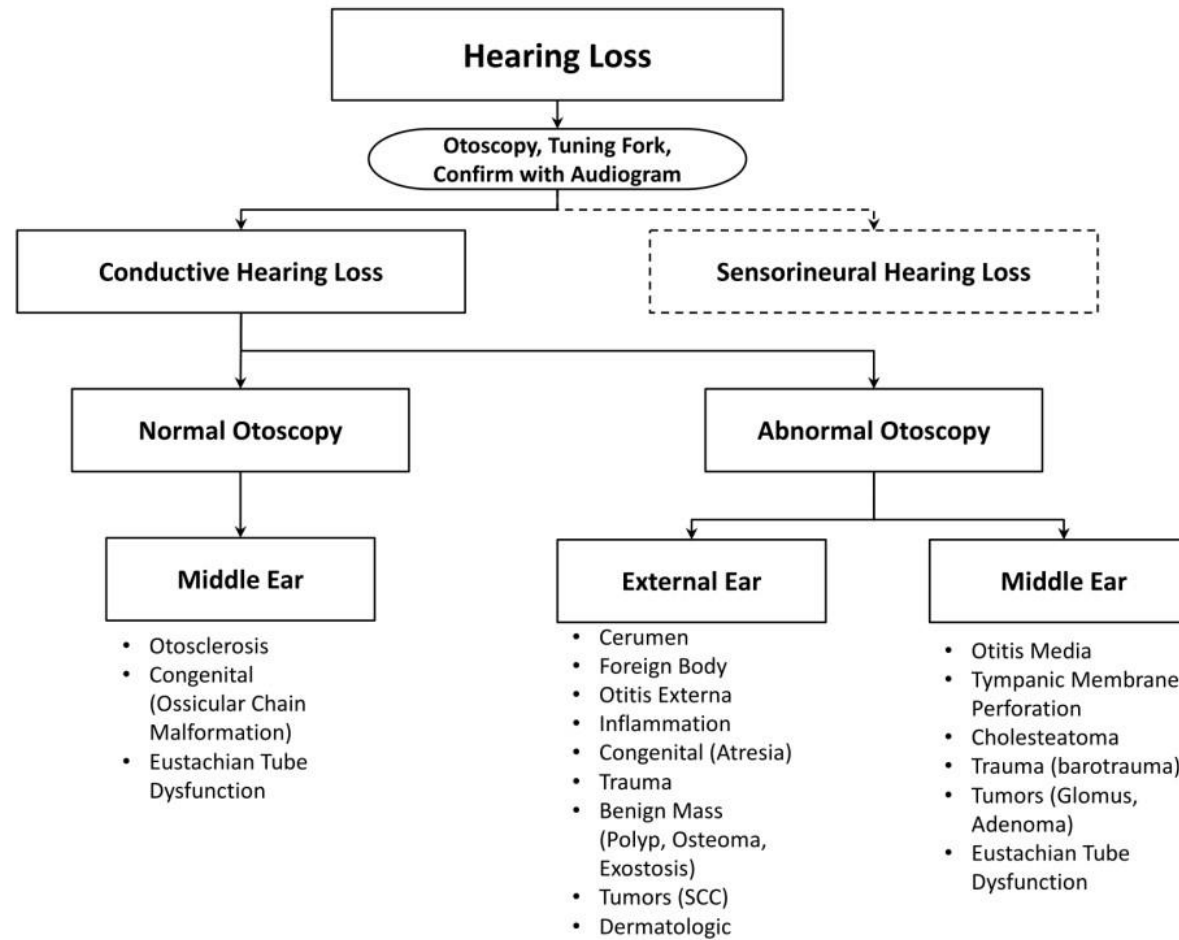 Hearing Loss
Otoscopy, Tuning Fork,
Confirm with Audiogram
Conductive Hearing Loss
Sensorineural Hearing Loss
Normal Otoscopy
Abnormal Otoscopy
Middle Ear
• Otosclerosis
• Congenital
(Ossicular Chain
Malformation)
• Eustachian Tube
Dysfunction
External Ear
• Cerumen
• Foreign Body
• Otitis Externa
• Inflammation
• Congenital (Atresia)
• Trauma
• Benign Mass
(Polyp, Osteoma,
Exostosis)
• Tumors (SCC)
• Dermatologic
Middle Ear
• Otitis Media
• Tympanic Membrane
Perforation
• Cholesteatoma
• Trauma (barotrauma)
• Tumors (Glomus,
Adenoma)
• Eustachian Tube
Dysfunction